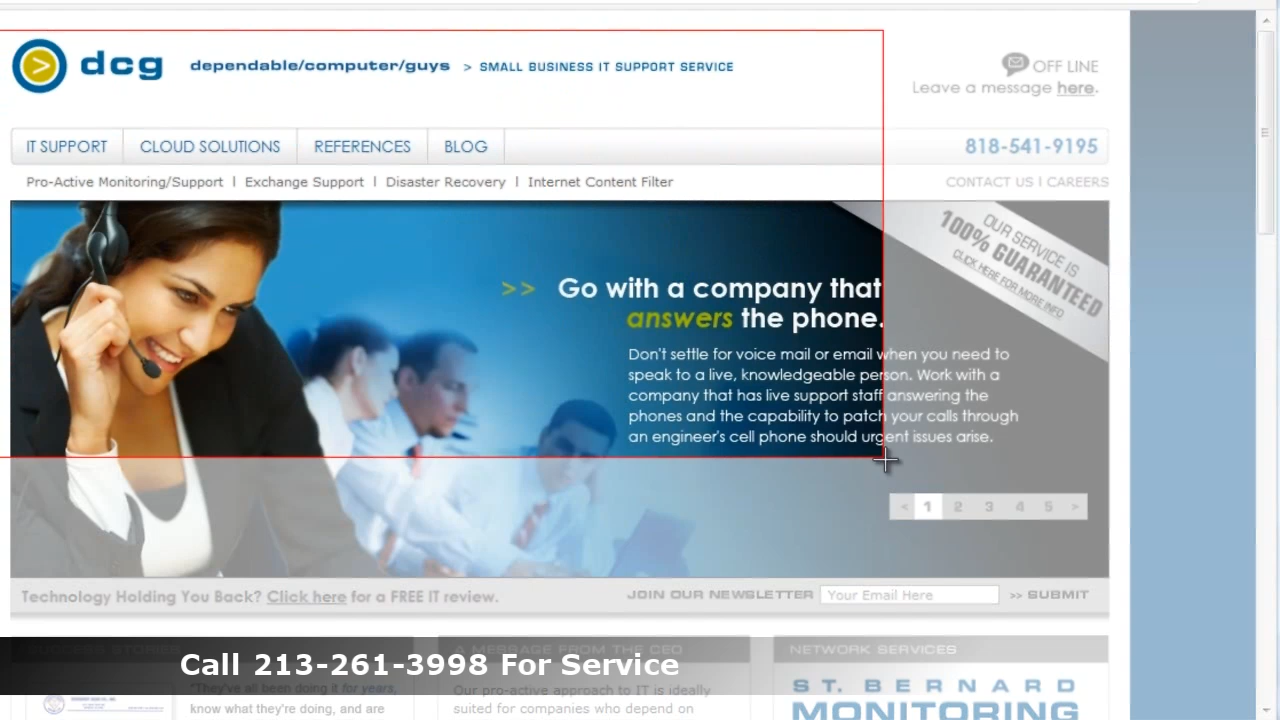 dcg dependable/computer/guys > SMALL BUSINESS IT SUPPORT SERVICE
OFF LINE
Leave a message here.
IT SUPPORT CLOUD SOLUTIONS REFERENCES BLOG 818-541-9195
Pro-Active Monitoring/Support | Exchange Support | Disaster Recovery | Internet Content Filter CONTACT US | CAREERS
OUR SERVICE IS
100% GUARANTEED
CLICK HERE FOR MORE INFO
>> Go with a company that
answers the phone.
Don't settle for voice mail or email when you need to
speak to a live, knowledgeable person. Work with a
company that has live support staff answering the
phones and the capability to patch your calls through
an engineer's cell phone should urgent issues arise.
< 1 2 3 4 5 >
Technology Holding You Back? Click here for a FREE IT review. JOIN OUR NEWSLETTER Your Email Here >> SUBMIT
SUCCESS STORIES A MESSAGE FROM THE CEO NETWORK SERVICES
Call 213-261-3998 For Service
"They've all been doing it for years,
know what they're doing, and are
Our pro-active approach to IT is ideally
suited for companies who depend on
ST. BERNARD
MONITORING